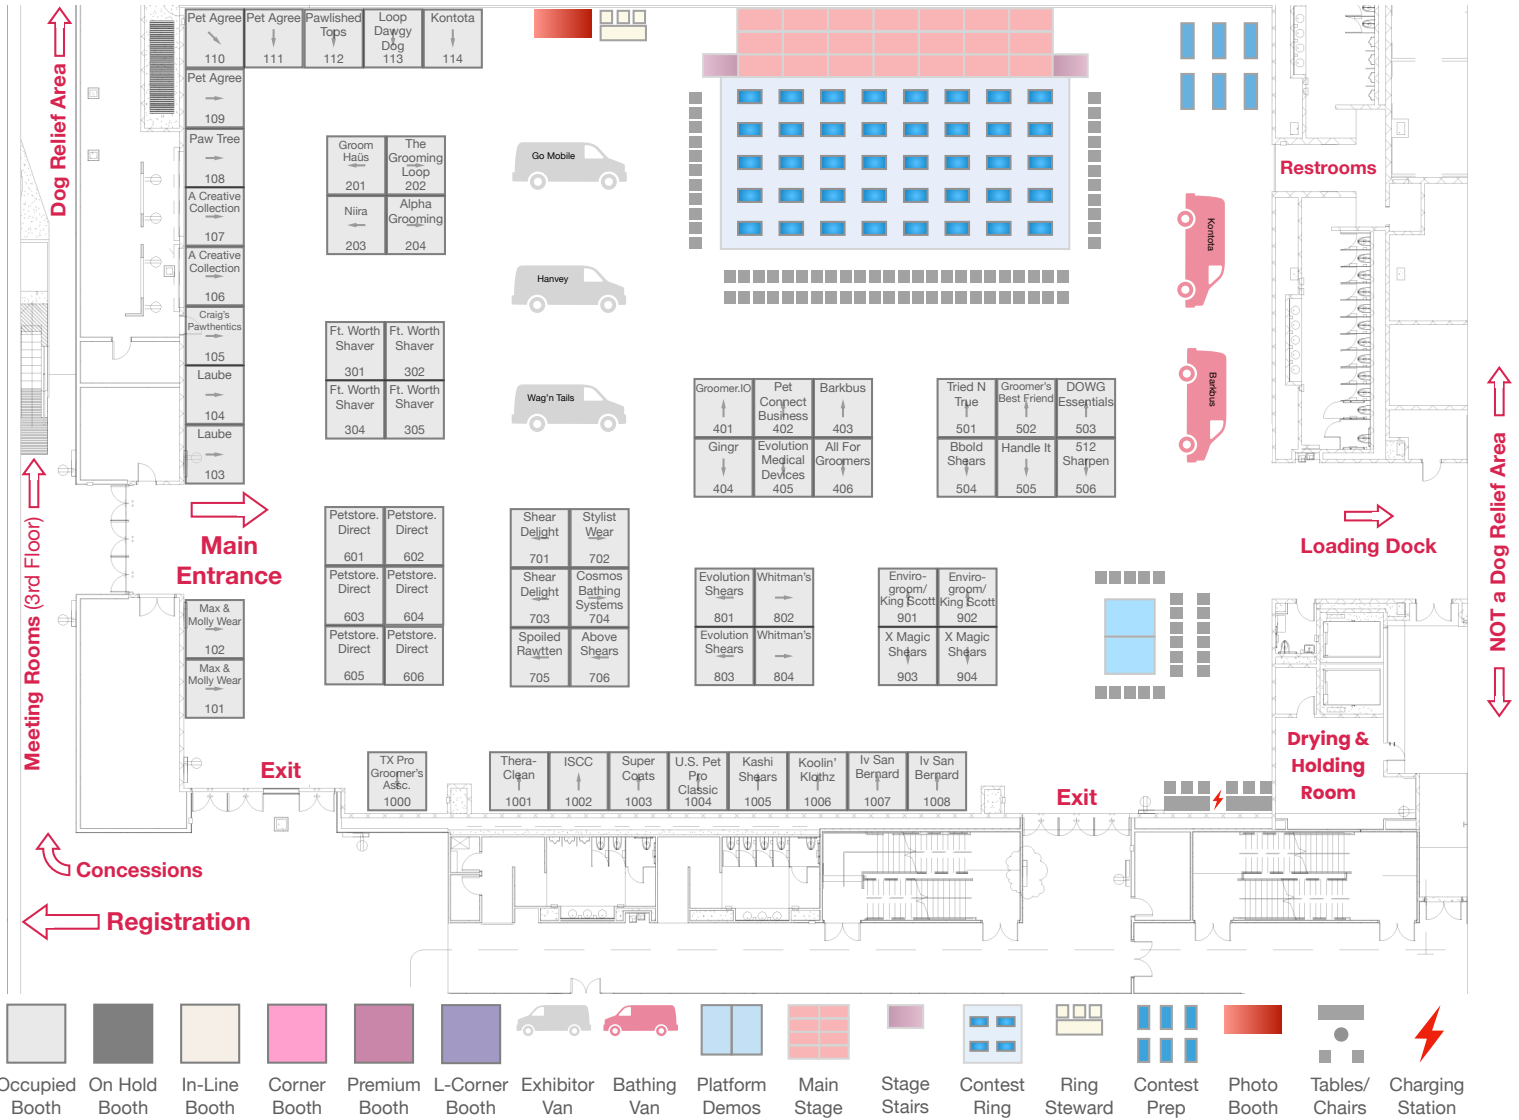 Pet Agree
110
Pet Agree
111
Pawlished
Tops
112
Loop
Dawgy
Dog
113
Kontota
114
Pet Agree
109
Paw Tree
108
A Creative
Collection
107
A Creative
Collection
106
Craig's
Pawthentics
105
Laube
104
Laube
103
Dog Relief Area
Meeting Rooms (3rd Floor)
Groom
Haüs
201
The
Grooming
Loop
202
Niira
203
Alpha
Grooming
204
Go Mobile
Hanvey
Wag'n Tails
Ft. Worth
Shaver
301
Ft. Worth
Shaver
302
Ft. Worth
Shaver
304
Ft. Worth
Shaver
305
Restrooms
Kontota
Barkbus
Groomer.IO
401
Pet
Connect
Business
402
Barkbus
403
Gingr
404
Evolution
Medical
Devices
405
All For
Groomers
406
Tried N
True
501
Groomer's
Best Friend
502
DOWG
Essentials
503
Bbold
Shears
504
Handle It
505
512
Sharpen
506
NOT a Dog Relief Area
Loading Dock
Main
Entrance
Petstore.
Direct
601
Petstore.
Direct
602
Petstore.
Direct
603
Petstore.
Direct
604
Petstore.
Direct
605
Petstore.
Direct
606
Shear
Delight
701
Stylist
Wear
702
Shear
Delight
703
Cosmos
Bathing
Systems
704
Spoiled
Rawtten
705
Above
Shears
706
Evolution
Shears
801
Whitman's
802
Evolution
Shears
803
Whitman's
804
Enviro-
groom/
King Scott
901
Enviro-
groom/
King Scott
902
X Magic
Shears
903
X Magic
Shears
904
Max &
Molly Wear
102
Max &
Molly Wear
101
Exit
TX Pro
Groomer's
Assc.
1000
Thera-
Clean
1001
ISCC
1002
Super
Coats
1003
U.S. Pet
Pro
Classic
1004
Kashi
Shears
1005
Koolin'
Klothz
1006
Iv San
Bernard
1007
Iv San
Bernard
1008
Exit
Drying &
Holding
Room
Concessions
Registration
Occupied
Booth
On Hold
Booth
In-Line
Booth
Corner
Booth
Premium
Booth
L-Corner
Booth
Exhibitor
Van
Bathing
Van
Platform
Demos
Main
Stage
Stage
Stairs
Contest
Ring
Ring
Steward
Contest
Prep
Photo
Booth
Tables/
Chairs
Charging
Station